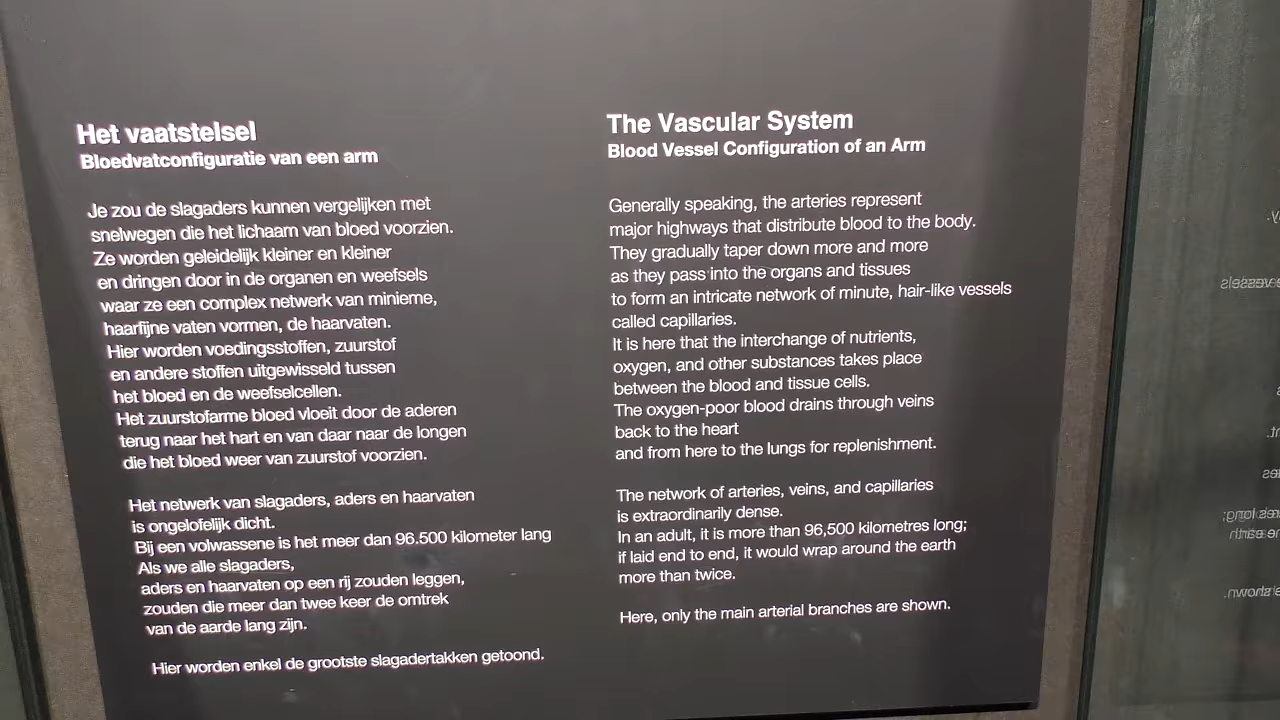 Het vaatstelsel
Bloedvatconfiguratie van een arm
Je zou de slagaders kunnen vergelijken met
snelwegen die het lichaam van bloed voorzien.
Ze worden geleidelijk kleiner en kleiner
en dringen door in de organen en weefsels
waar ze een complex netwerk van minieme,
haarfijne vaten vormen, de haarvaten.
Hier worden voedingsstoffen, zuurstof
en andere stoffen uitgewisseld tussen
het bloed en de weefselcellen.
Het zuurstofarme bloed vloeit door de aderen
terug naar het hart en van daar naar de longen
die het bloed weer van zuurstof voorzien.
Het netwerk van slagaders, aders en haarvaten
is ongelofelijk dicht.
Bij een volwassene is het meer dan 96.500 kilometer lang
Als we alle slagaders,
aders en haarvaten op een rij zouden leggen,
zouden die meer dan twee keer de omtrek
van de aarde lang zijn.
Hier worden enkel de grootste slagadertakken getoond.
The Vascular System
Blood Vessel Configuration of an Arm
Generally speaking, the arteries represent
major highways that distribute blood to the body.
They gradually taper down more and more
as they pass into the organs and tissues
to form an intricate network of minute, hair-like vessels
called capillaries.
It is here that the interchange of nutrients,
oxygen, and other substances takes place
between the blood and tissue cells.
The oxygen-poor blood drains through veins
back to the heart
and from here to the lungs for replenishment.
The network of arteries, veins, and capillaries
is extraordinarily dense.
In an adult, it is more than 96,500 kilometres long;
if laid end to end, it would wrap around the earth
more than twice.
Here, only the main arterial branches are shown.